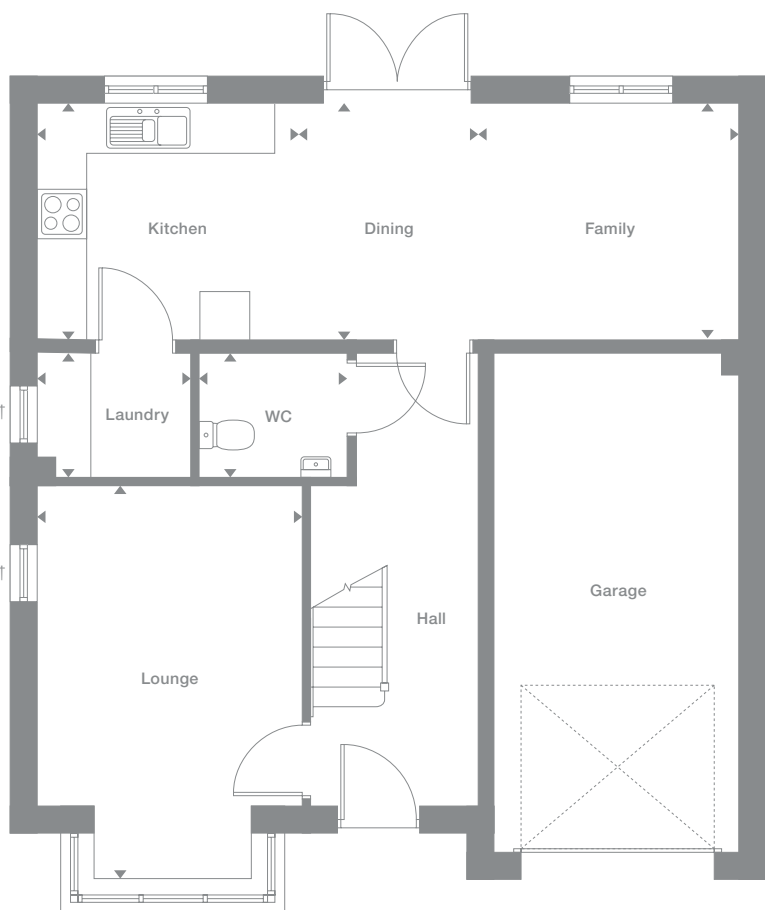 Kitchen
Dining
Family
Laundry
WC
†
†
Garage
Hall
Lounge